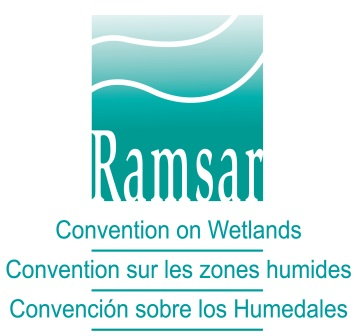 Ramsar
Convention on Wetlands
Convention sur les zones humides
Convención sobre los Humedales